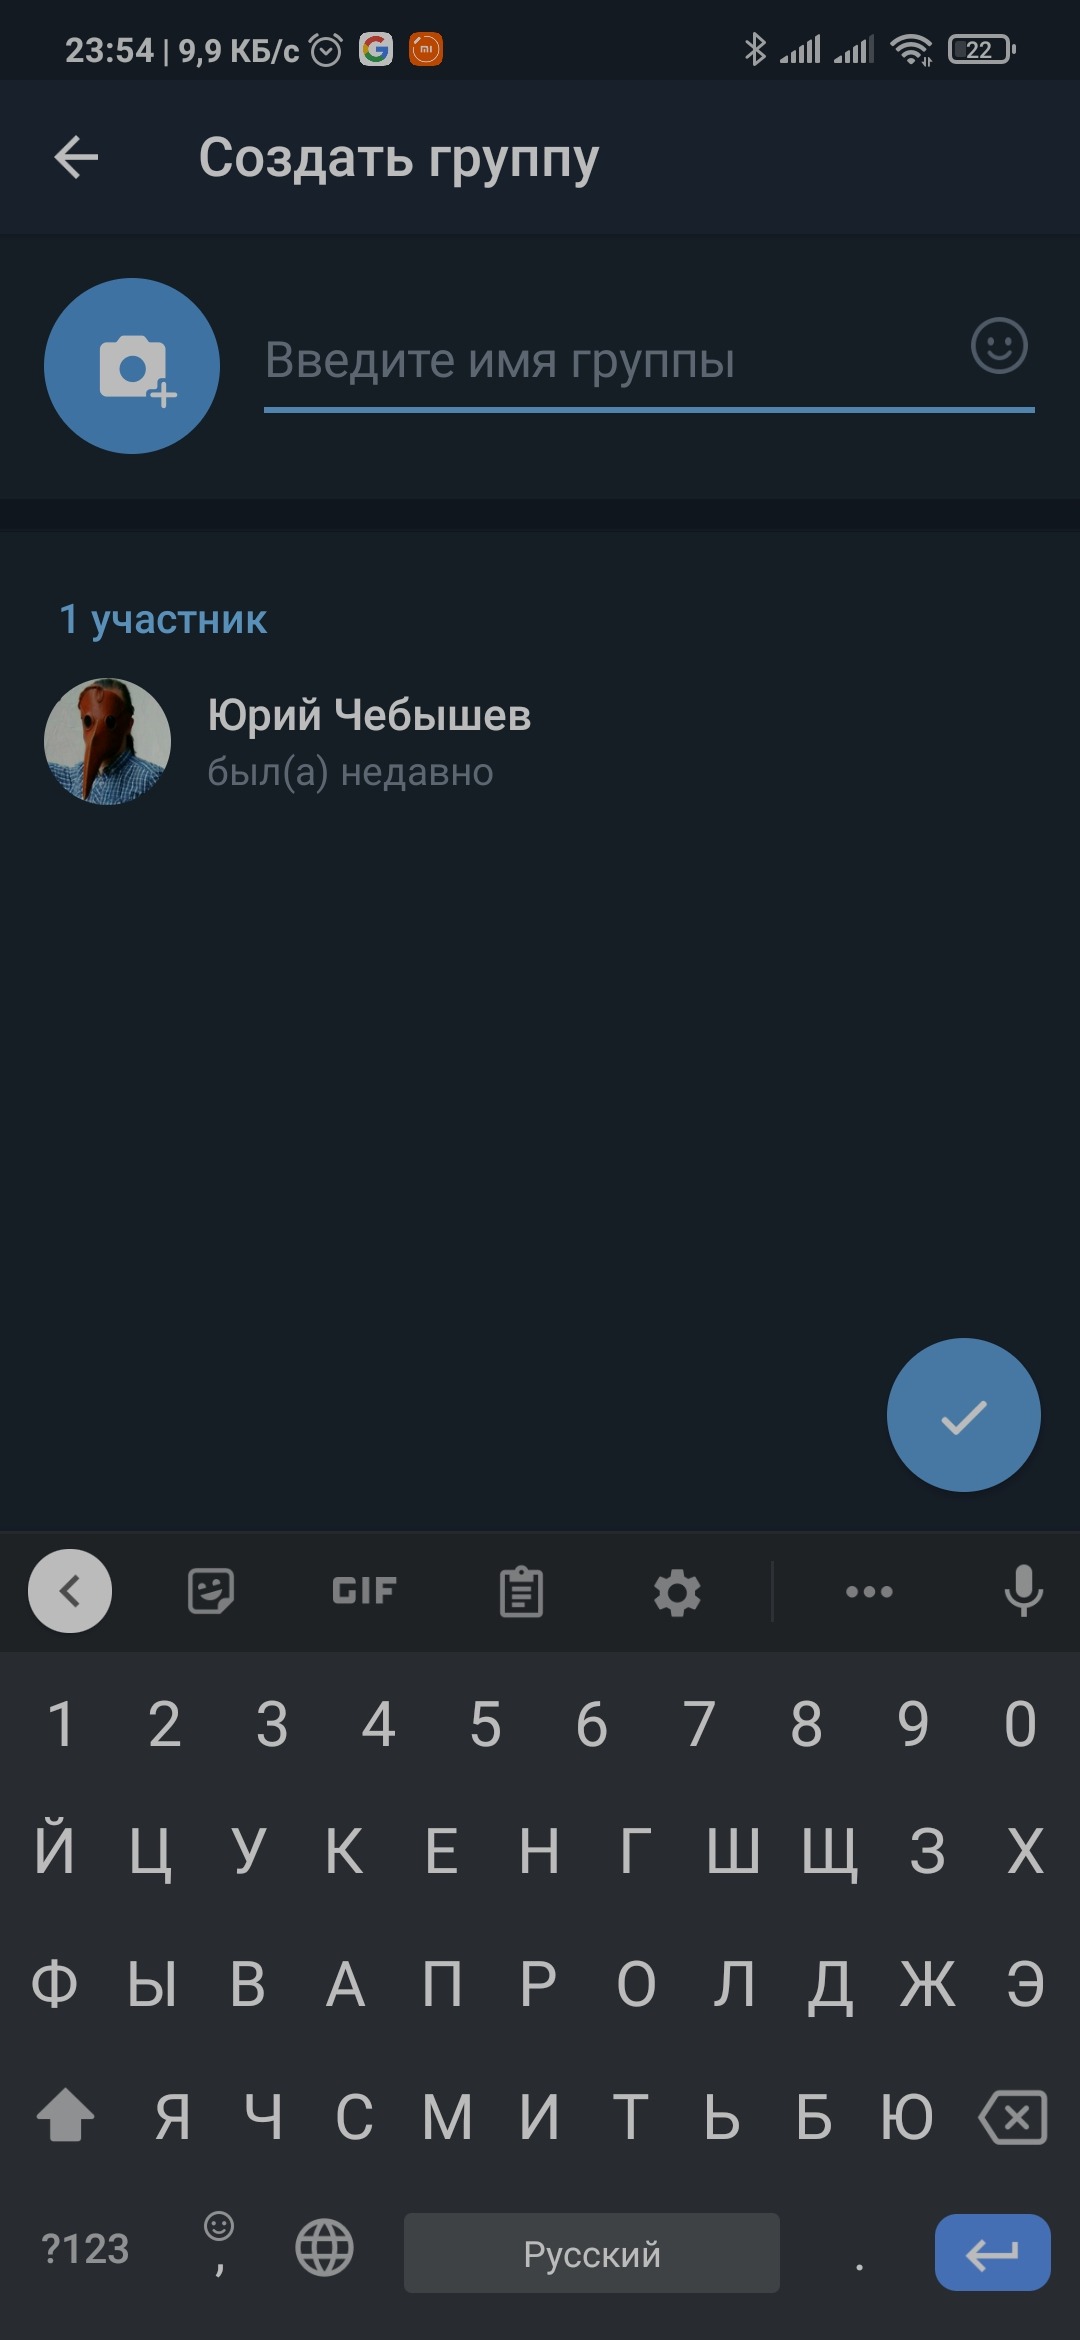 23:54 | 9,9 КБ/с
22
Создать группу
Введите имя группы
1 участник
Юрий Чебышев
был(а) недавно
GIF
1 2 3 4 5 6 7 8 9 0
Й Ц У К Е Н Г Ш Щ З Х
Ф Ы В А П Р О Л Д Ж Э
Я Ч С М И Т Ь Б Ю
?123 , Русский .